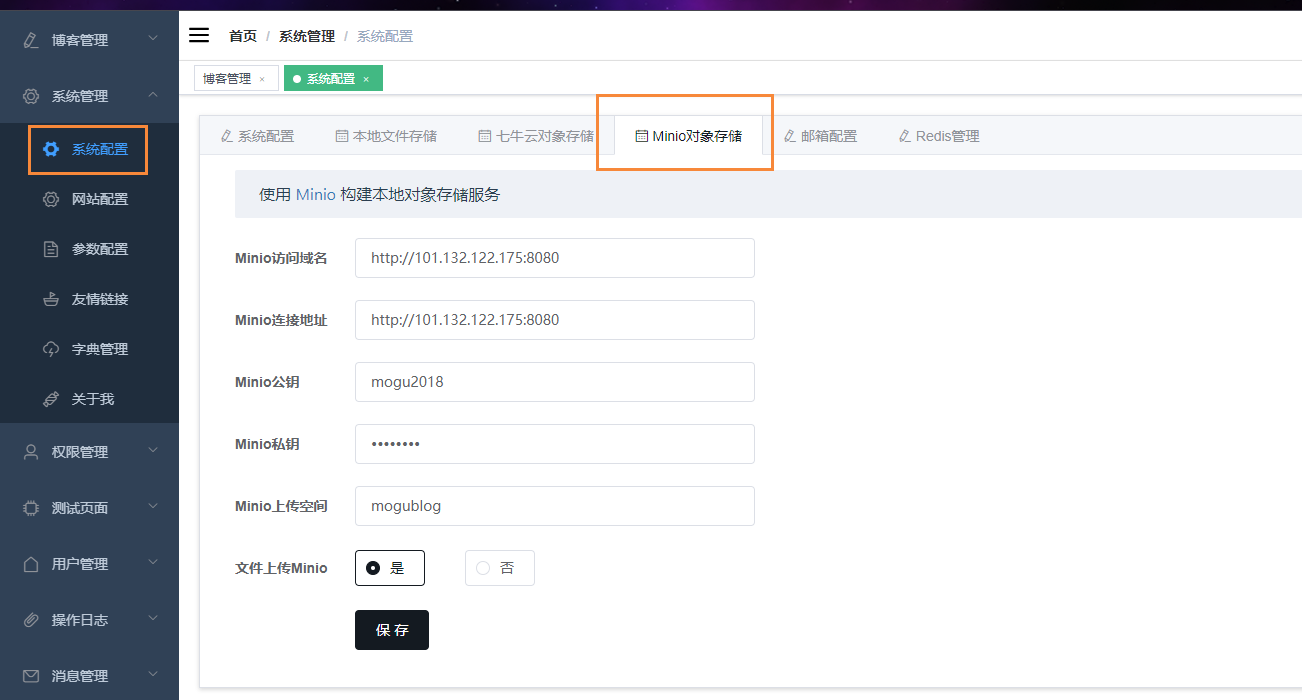 博客管理
系统管理
系统配置
网站配置
参数配置
友情链接
字典管理
关于我
权限管理
测试页面
用户管理
操作日志
消息管理
首页 / 系统管理 / 系统配置
博客管理 × 系统配置 ×
系统配置 本地文件存储 七牛云对象存储 Minio对象存储 邮箱配置 Redis管理
使用 Minio 构建本地对象存储服务
Minio访问域名 http://101.132.122.175:8080
Minio连接地址 http://101.132.122.175:8080
Minio公钥 mogu2018
Minio私钥 ••••••••
Minio上传空间 mogublog
文件上传Minio 是 否
保 存